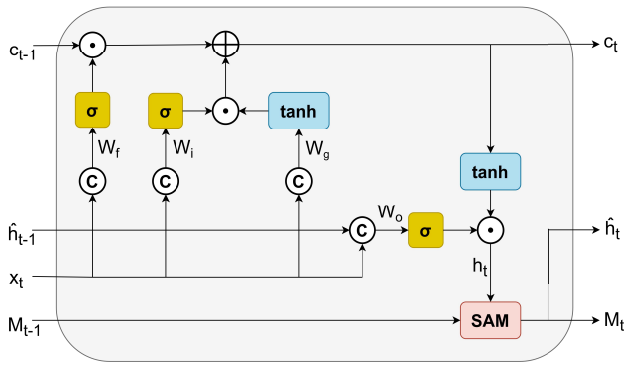 c_{t-1} c_t
σ σ tanh
W_f W_i W_g
C C C
tanh
ĥ_{t-1} C W_o σ ĥ_t
h_t
x_t
M_{t-1} SAM M_t